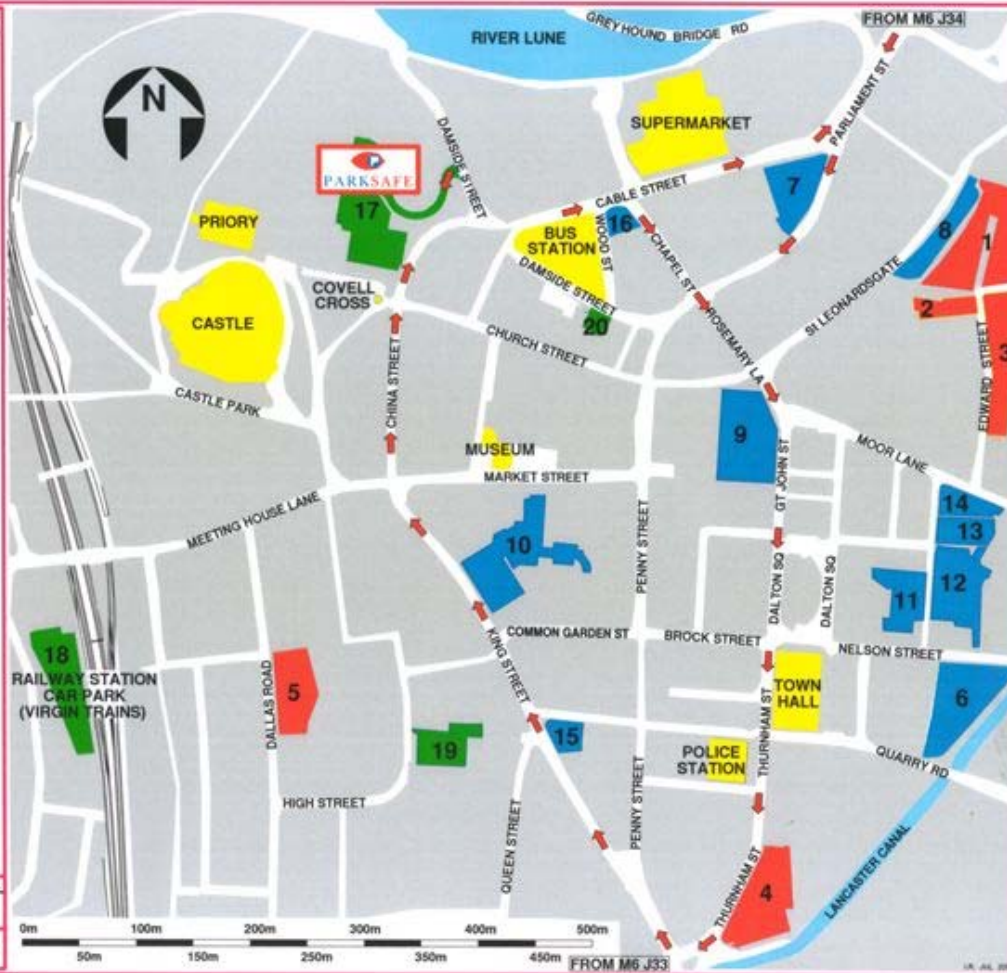 FROM M6 J34
GREYHOUND BRIDGE RD
RIVER LUNE
N
SUPERMARKET
PARLIAMENT ST
DAMSIDE STREET
PARKSAFE
17
7
CABLE STREET
16
WOOD ST
PRIORY
BUS
STATION
DAMSIDE STREET
CHAPEL ST
8
1
COVELL
CROSS
CASTLE
20
ROSEMARY LA
St LEONARDSGATE
2
3
EDWARD STREET
CHURCH STREET
CHINA STREET
CASTLE PARK
9
GT JOHN ST
MOOR LANE
MUSEUM
MARKET STREET
MEETING HOUSE LANE
14
13
12
11
10
PENNY STREET
DALTON SQ
DALTON SQ
COMMON GARDEN ST
BROCK STREET
NELSON STREET
KING STREET
18
RAILWAY STATION
CAR PARK
(VIRGIN TRAINS)
DALLAS ROAD
5
TOWN
HALL
6
19
15
POLICE
STATION
THURNHAM ST
QUARRY RD
HIGH STREET
QUEEN STREET
PENNY STREET
THURNHAM ST
4
LANCASTER CANAL
0m 100m 200m 300m 400m 500m
50m 150m 250m 350m 450m
FROM M6 J33